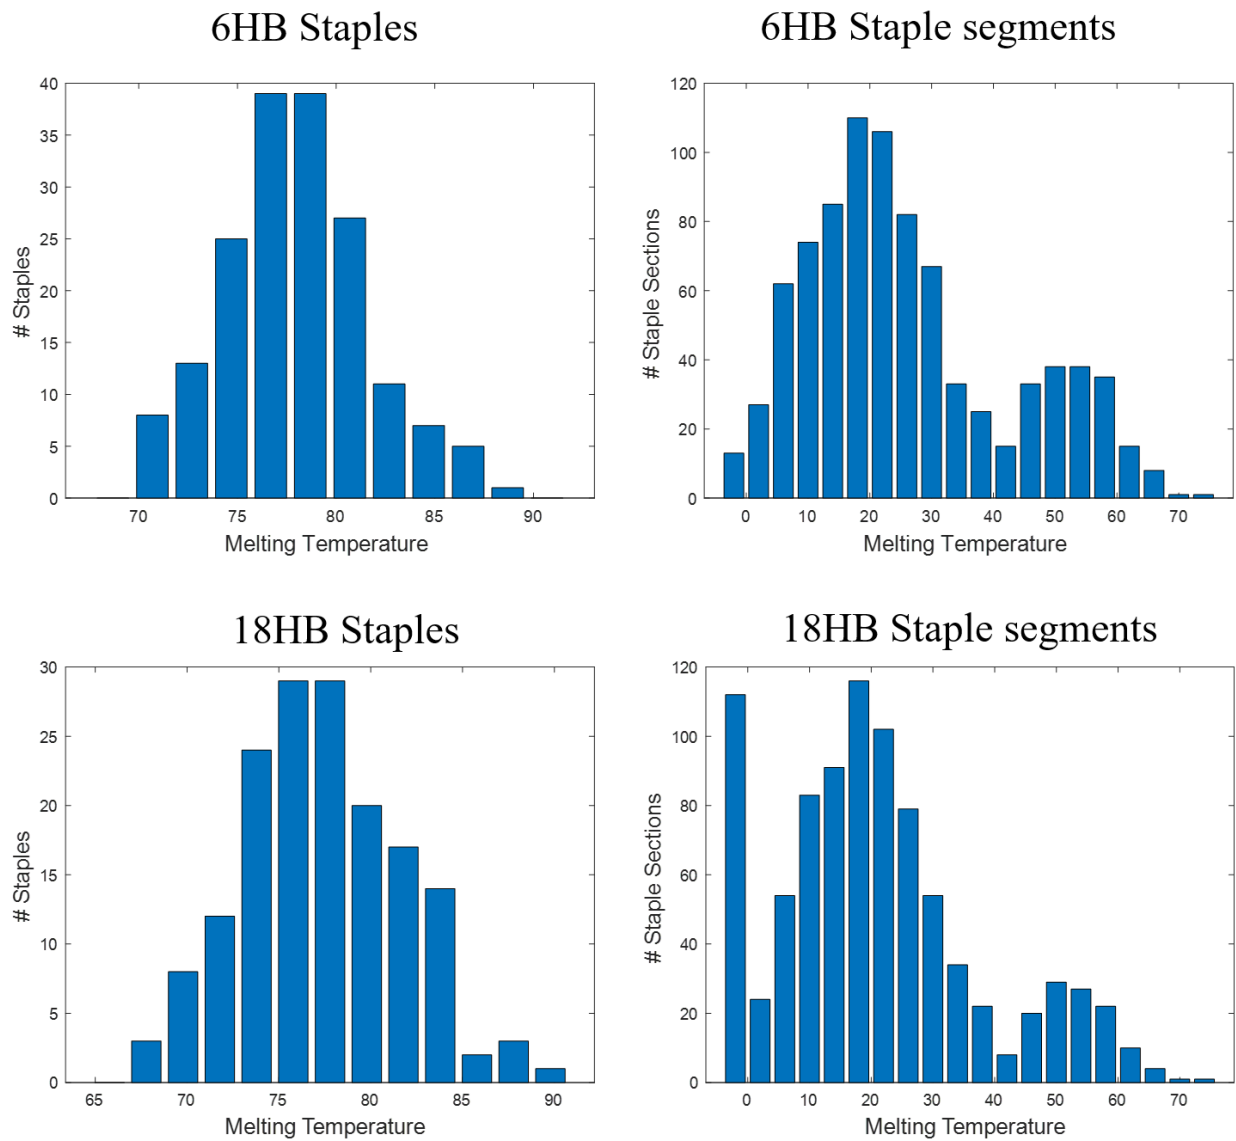 6HB Staples
40
35
30
25
20
15
10
5
0
# Staples
70 75 80 85 90
Melting Temperature
6HB Staple segments
120
100
80
60
40
20
0
# Staple Sections
0 10 20 30 40 50 60 70
Melting Temperature
18HB Staples
30
25
20
15
10
5
0
# Staples
65 70 75 80 85 90
Melting Temperature
18HB Staple segments
120
100
80
60
40
20
0
# Staple Sections
0 10 20 30 40 50 60 70
Melting Temperature